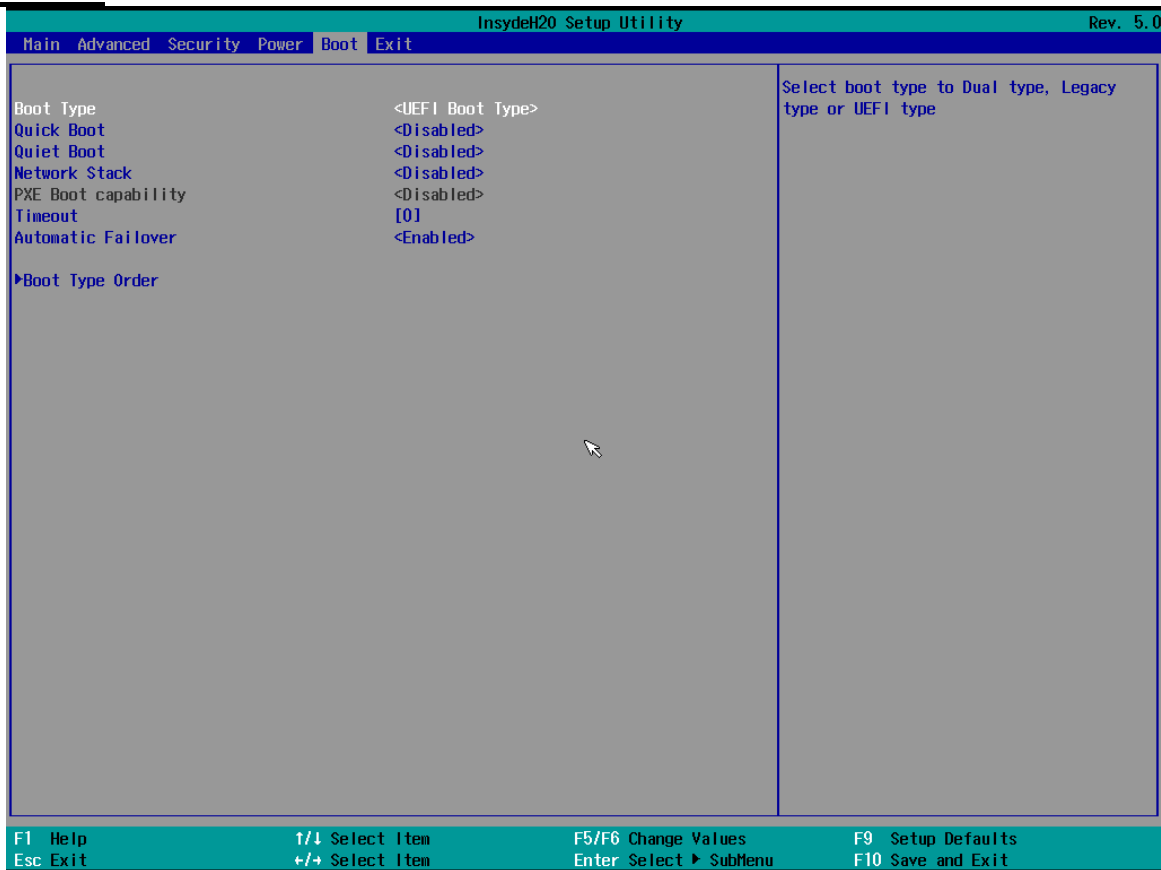 InsydeH20 Setup Utility Rev. 5.0
Main Advanced Security Power Boot Exit
Select boot type to Dual type, Legacy
type or UEFI type
Boot Type <UEFI Boot Type>
Quick Boot <Disabled>
Quiet Boot <Disabled>
Network Stack <Disabled>
PXE Boot capability <Disabled>
Timeout [0]
Automatic Failover <Enabled>
▶Boot Type Order
F1 Help ↑/↓ Select Item F5/F6 Change Values F9 Setup Defaults
Esc Exit ←/→ Select Item Enter Select ▶ SubMenu F10 Save and Exit